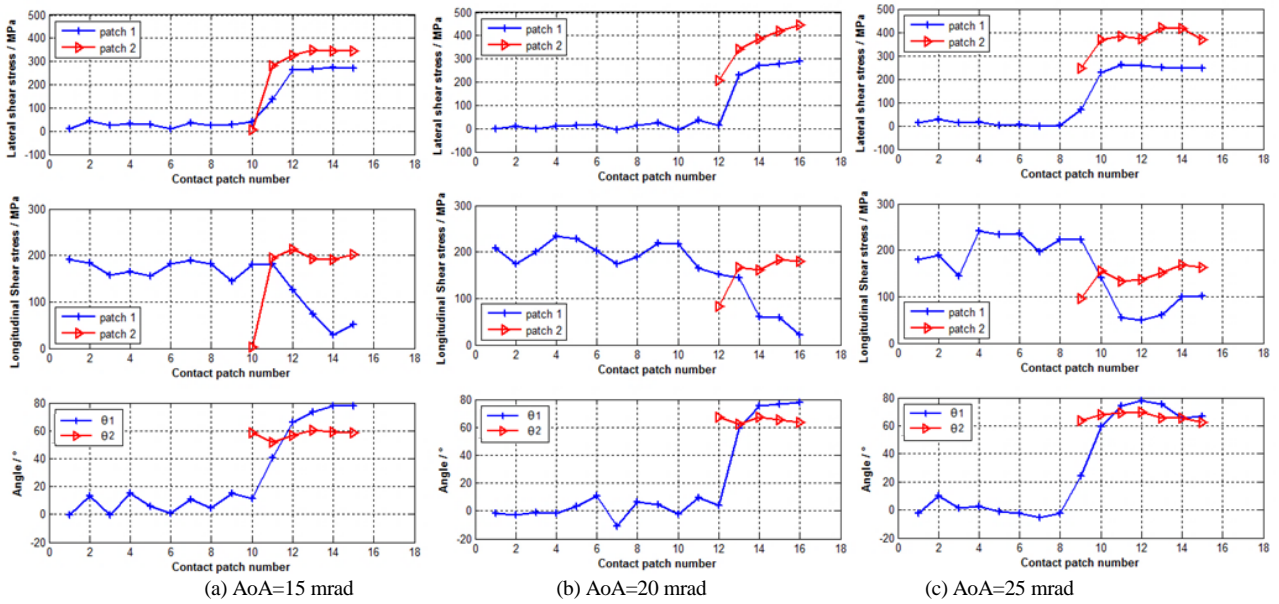 500
400
300
200
100
0
-100
Lateral shear stress / MPa
patch 1
patch 2
0 2 4 6 8 10 12 14 16 18
Contact patch number
500
400
300
200
100
0
-100
Lateral shear stress / MPa
patch 1
patch 2
0 2 4 6 8 10 12 14 16 18
Contact patch number
500
400
300
200
100
0
-100
Lateral shear stress / MPa
patch 1
patch 2
0 2 4 6 8 10 12 14 16 18
Contact patch number
300
200
100
0
Longitudinal Shear stress / MPa
patch 1
patch 2
0 2 4 6 8 10 12 14 16 18
Contact patch number
300
200
100
0
Longitudinal Shear stress / MPa
patch 1
patch 2
0 2 4 6 8 10 12 14 16 18
Contact patch number
300
200
100
0
Longitudinal Shear stress / MPa
patch 1
patch 2
0 2 4 6 8 10 12 14 16 18
Contact patch number
80
60
40
20
0
-20
Angle / °
θ1
θ2
0 2 4 6 8 10 12 14 16 18
Contact patch number
80
60
40
20
0
-20
Angle / °
θ1
θ2
0 2 4 6 8 10 12 14 16 18
Contact patch number
80
60
40
20
0
-20
Angle / °
θ1
θ2
0 2 4 6 8 10 12 14 16 18
Contact patch number
(a) AoA=15 mrad
(b) AoA=20 mrad
(c) AoA=25 mrad